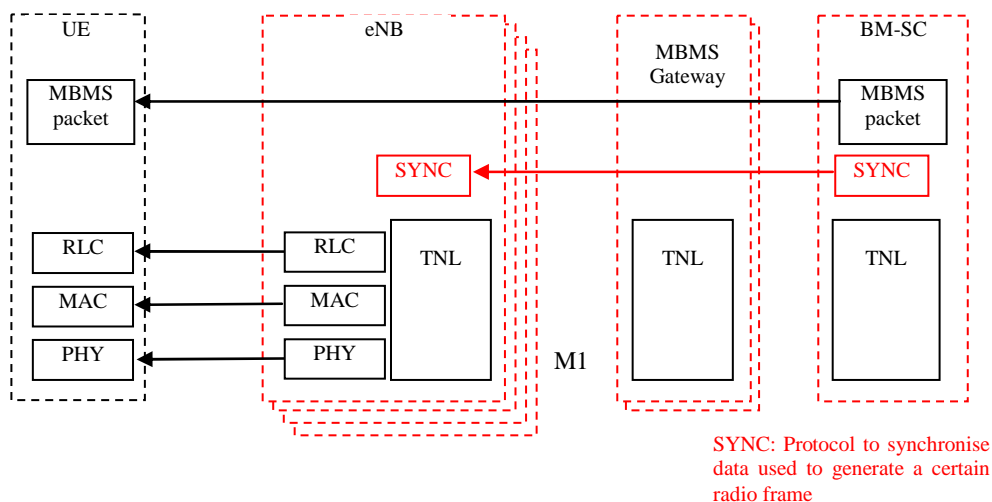 UE
eNB
MBMS
Gateway
BM-SC
MBMS
packet
MBMS
packet
SYNC
SYNC
RLC
RLC
TNL
TNL
TNL
MAC
MAC
PHY
PHY
M1
SYNC: Protocol to synchronise
data used to generate a certain
radio frame